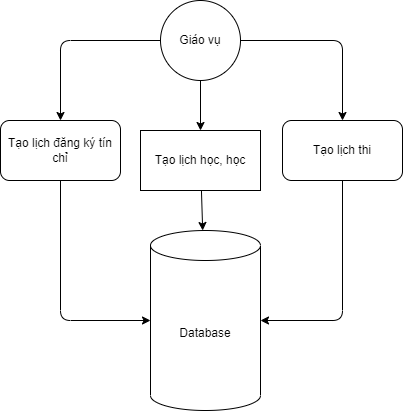 Giáo vụ
Tạo lịch đăng ký tín
chỉ
Tạo lịch học, học
Tạo lịch thi
Database